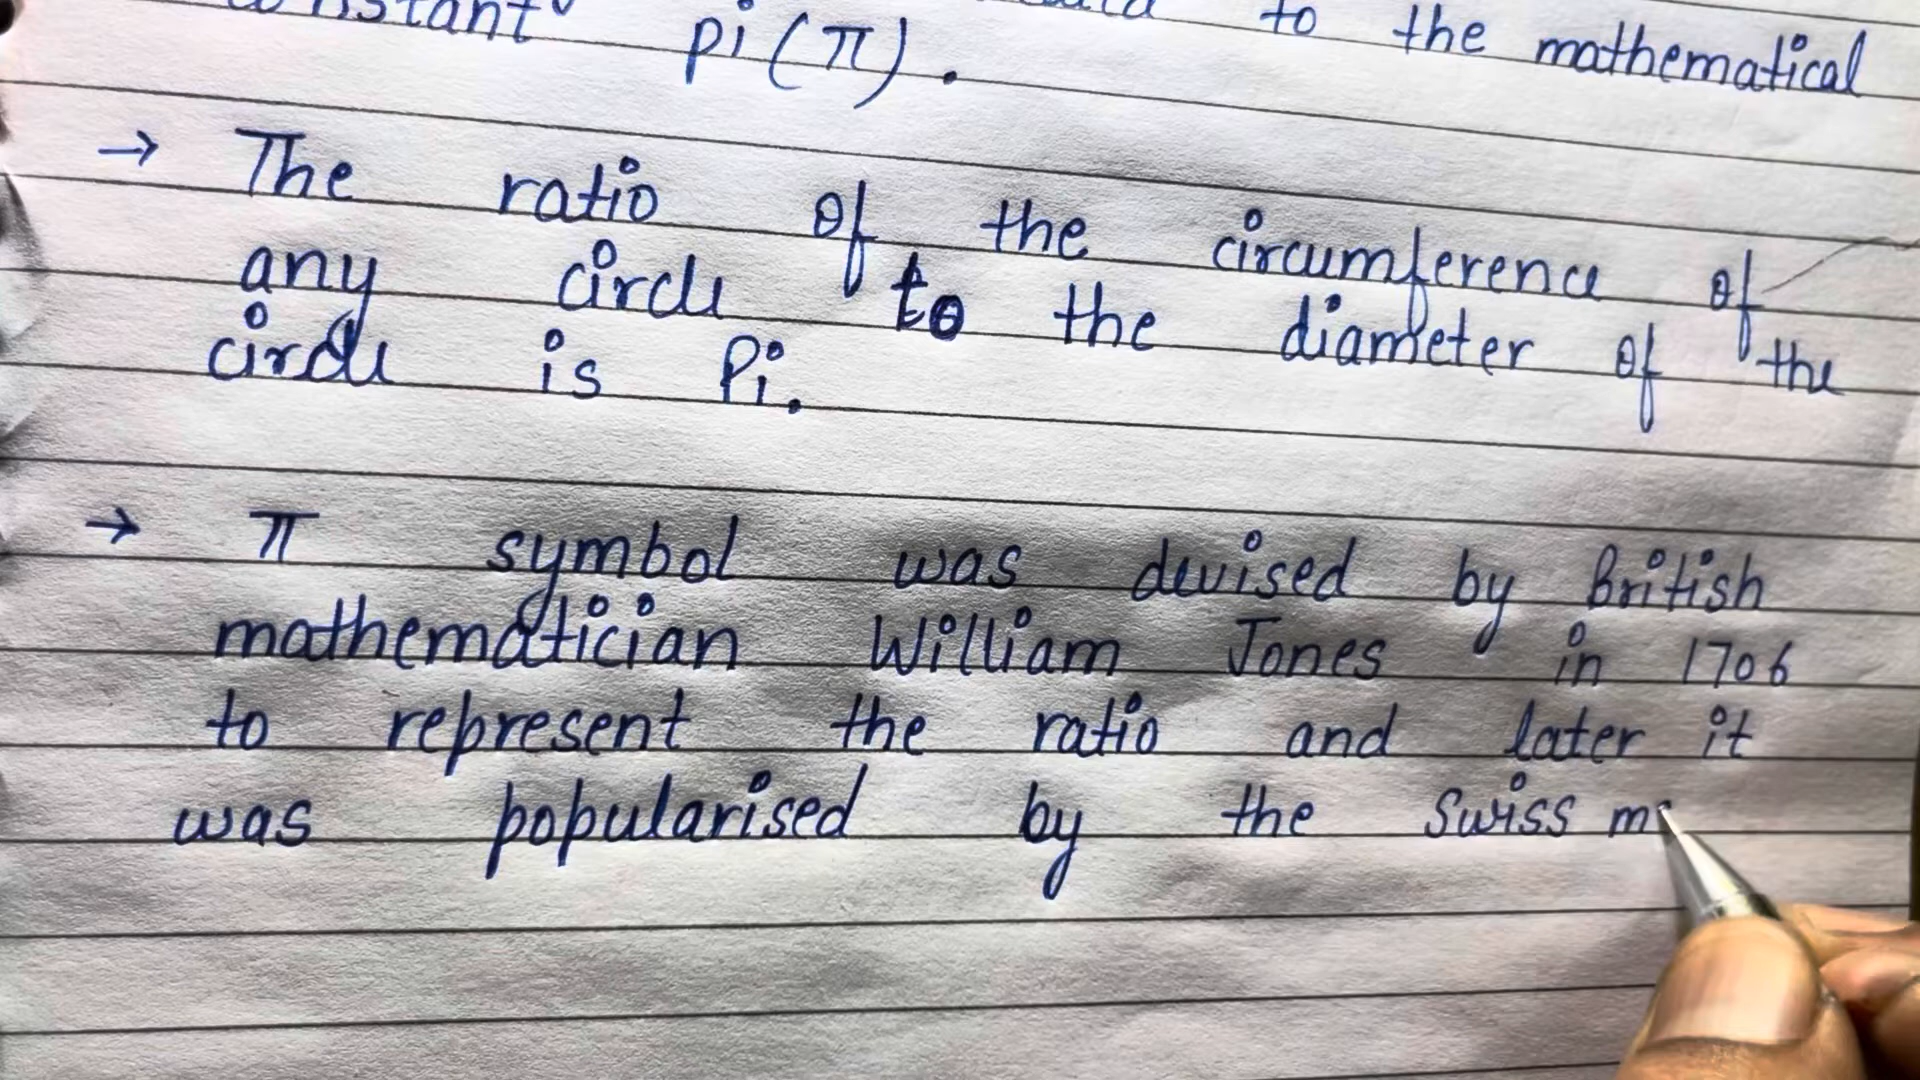 to the mathematical
constant pi (π).
→ The ratio of the circumference of
any circle to the diameter of the
circle is Pi.
→ π symbol was devised by British
mathematician William Jones in 1706
to represent the ratio and later it
was popularised by the Swiss m